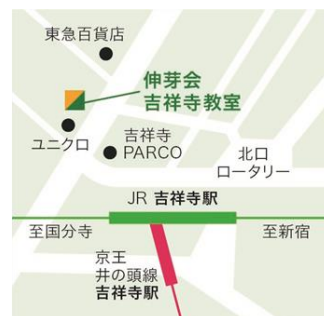 東急百貨店
伸芽会
吉祥寺教室
ユニクロ
吉祥寺
PARCO
北口
ロータリー
JR 吉祥寺駅
至国分寺
至新宿
京王
井の頭線
吉祥寺駅